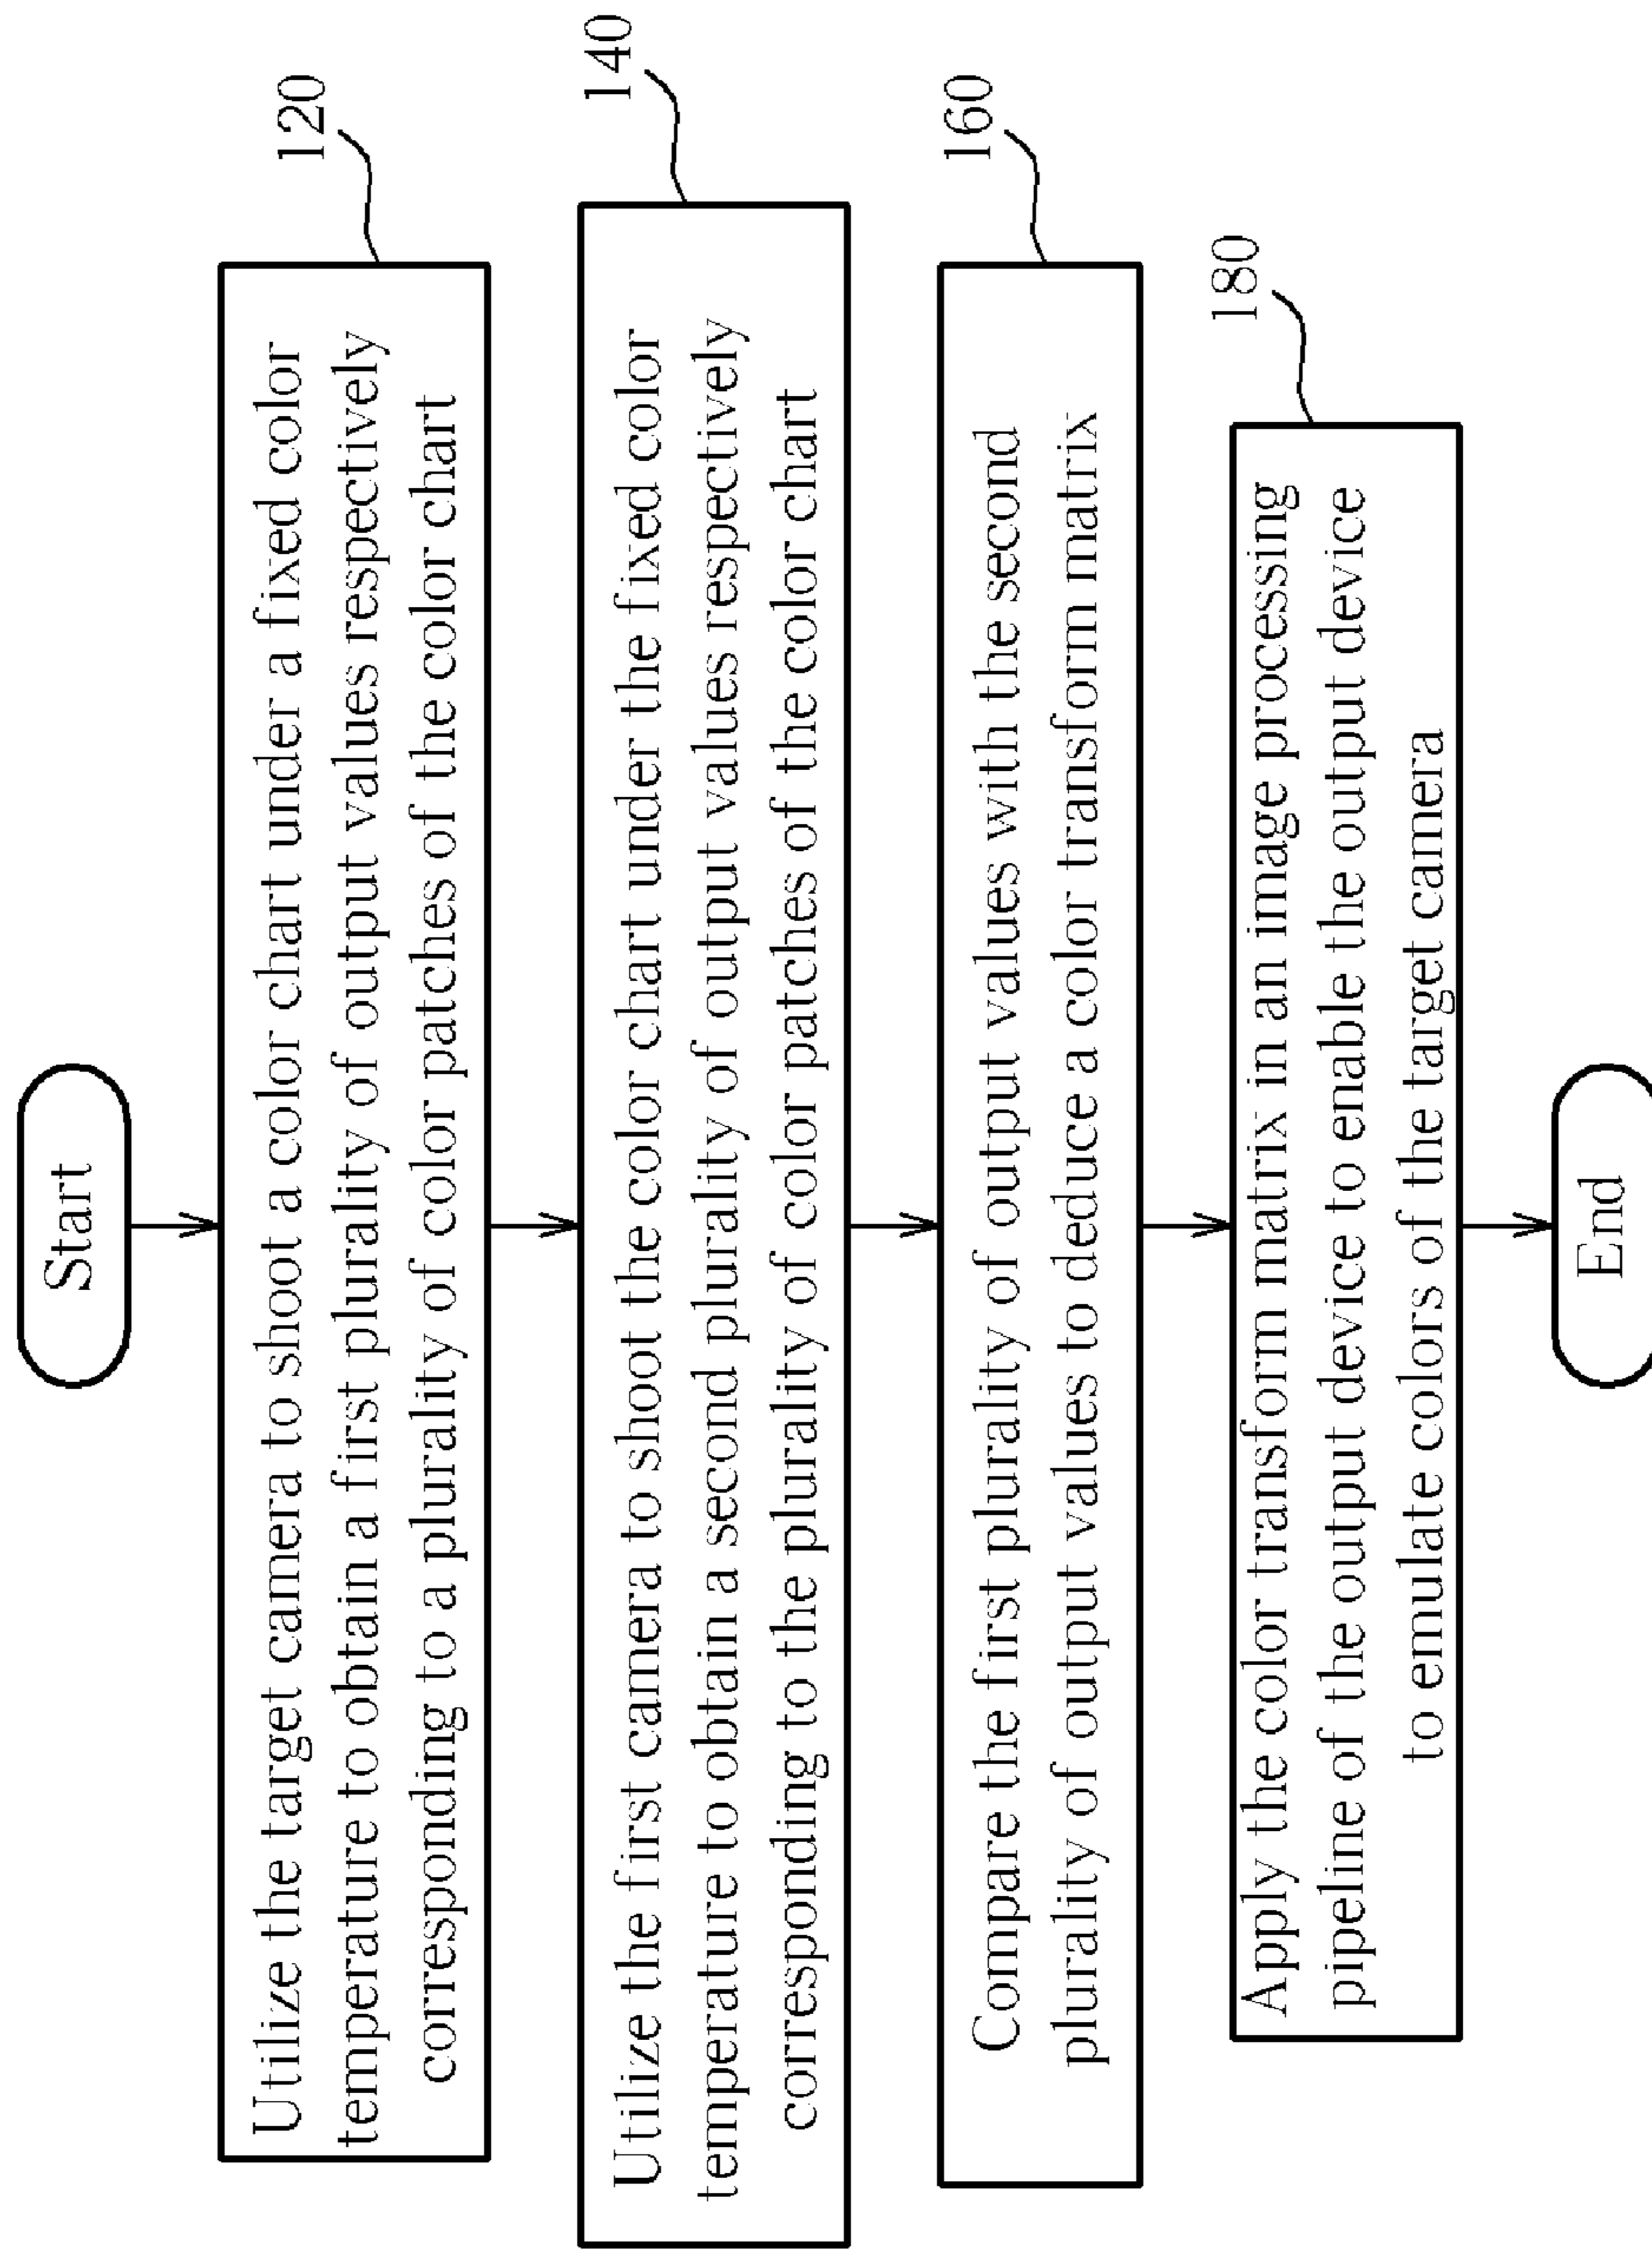 Start
120
Utilize the target camera to shoot a color chart under a fixed color
temperature to obtain a first plurality of output values respectively
corresponding to a plurality of color patches of the color chart
140
Utilize the first camera to shoot the color chart under the fixed color
temperature to obtain a second plurality of output values respectively
corresponding to the plurality of color patches of the color chart
160
Compare the first plurality of output values with the second
plurality of output values to deduce a color transform matrix
180
Apply the color transform matrix in an image processing
pipeline of the output device to enable the output device
to emulate colors of the target camera
End